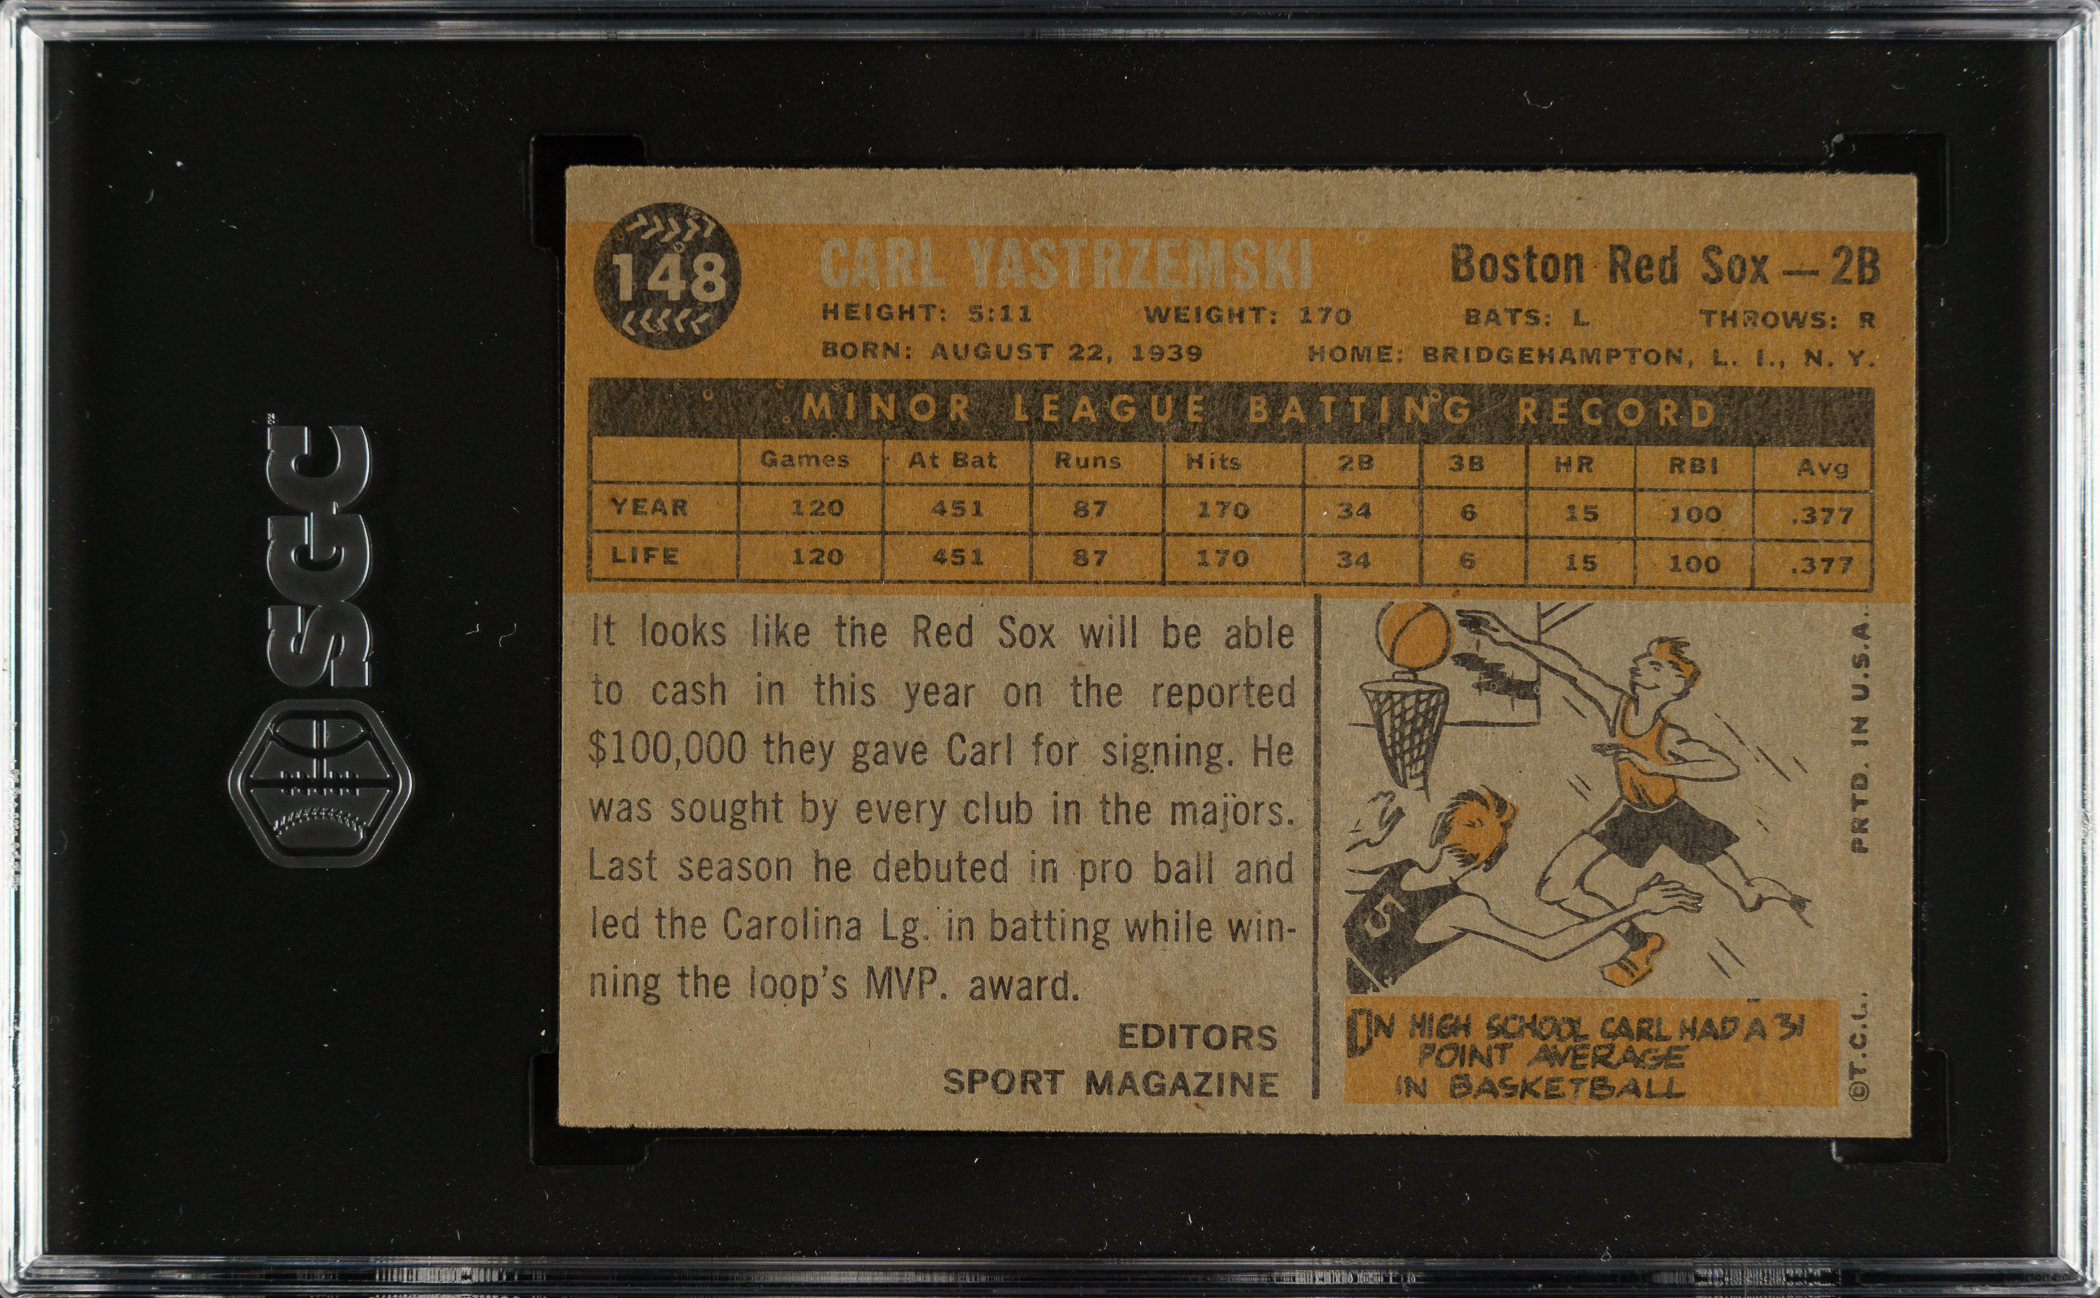 148
CARL YASTRZEMSKI
Boston Red Sox — 2B
HEIGHT: 5:11 WEIGHT: 170 BATS: L THROWS: R
BORN: AUGUST 22, 1939 HOME: BRIDGEHAMPTON, L. I., N. Y.
MINOR LEAGUE BATTING RECORD
Games At Bat Runs Hits 2B 3B HR RBI Avg
YEAR 120 451 87 170 34 6 15 100 .377
LIFE 120 451 87 170 34 6 15 100 .377
It looks like the Red Sox will be able
to cash in this year on the reported
$100,000 they gave Carl for signing. He
was sought by every club in the majors.
Last season he debuted in pro ball and
led the Carolina Lg. in batting while win-
ning the loop's MVP. award.
EDITORS
SPORT MAGAZINE
5
IN HIGH SCHOOL CARL HAD A 31
POINT AVERAGE
IN BASKETBALL
©T.C.G. PRTD. IN U.S.A.
SGC